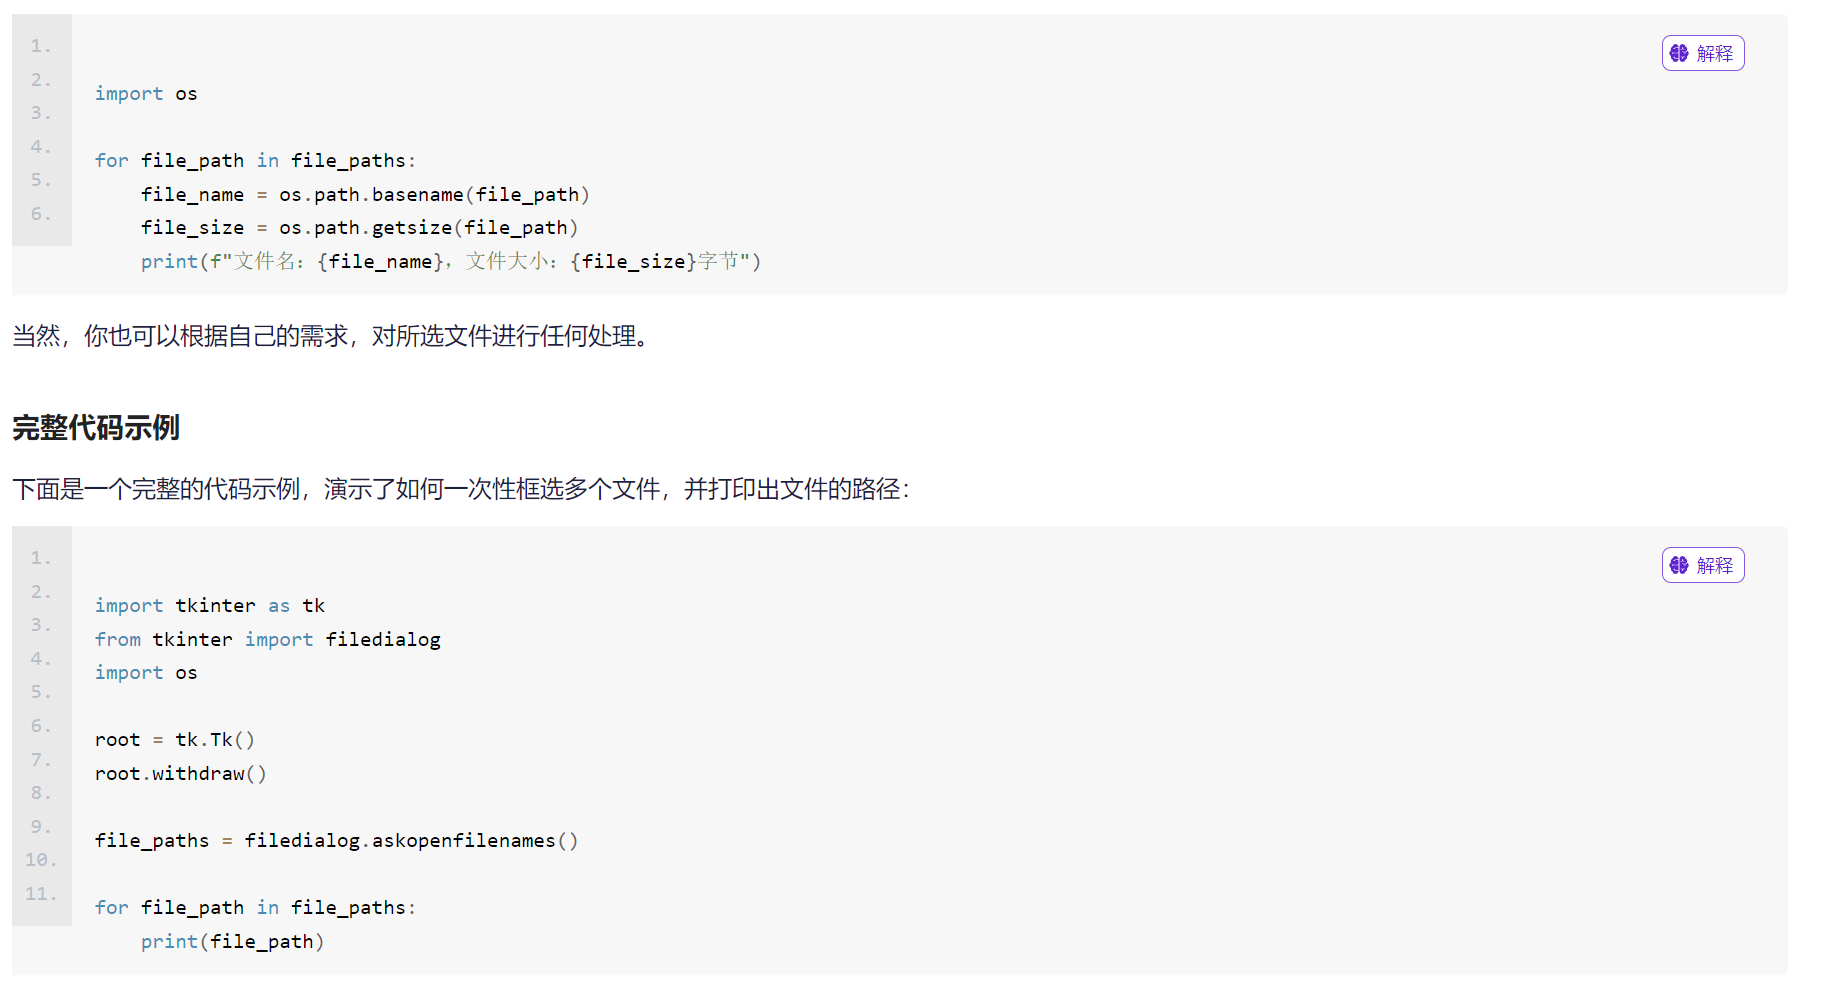 1.
2.
3.
4.
5.
6.
解释
import os

for file_path in file_paths:
    file_name = os.path.basename(file_path)
    file_size = os.path.getsize(file_path)
    print(f"文件名：{file_name}，文件大小：{file_size}字节")
当然，你也可以根据自己的需求，对所选文件进行任何处理。
完整代码示例
下面是一个完整的代码示例，演示了如何一次性框选多个文件，并打印出文件的路径：
1.
2.
3.
4.
5.
6.
7.
8.
9.
10.
11.
解释
import tkinter as tk
from tkinter import filedialog
import os

root = tk.Tk()
root.withdraw()

file_paths = filedialog.askopenfilenames()

for file_path in file_paths:
    print(file_path)